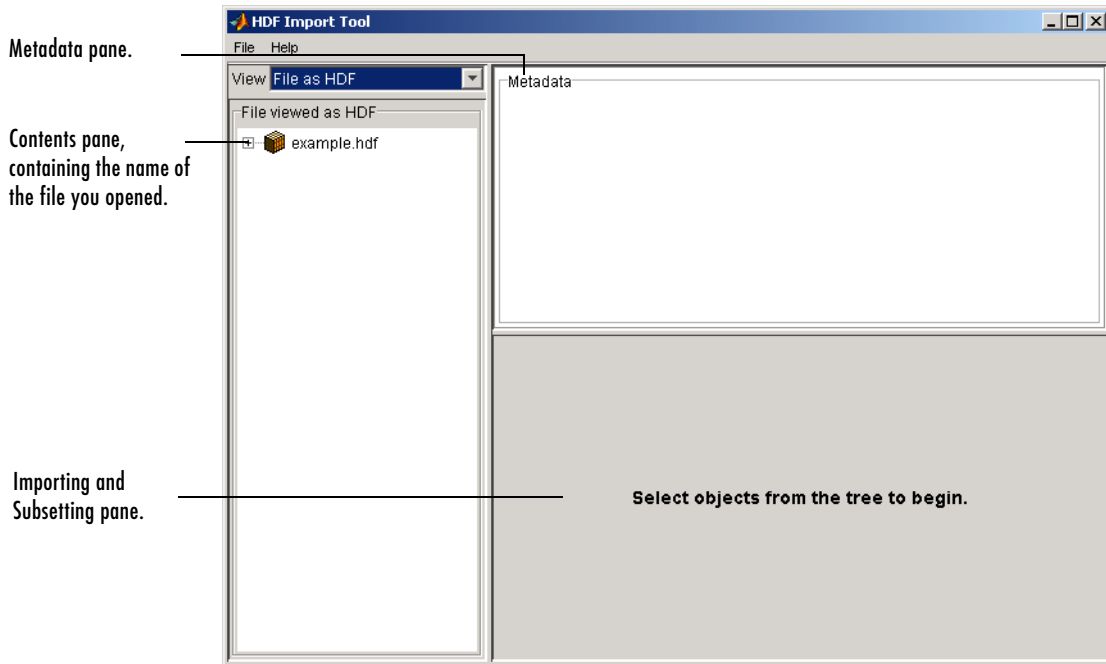 HDF Import Tool
File Help
Metadata pane.
View File as HDF
Metadata
File viewed as HDF
example.hdf
Contents pane,
containing the name of
the file you opened.
Importing and
Subsetting pane.
Select objects from the tree to begin.